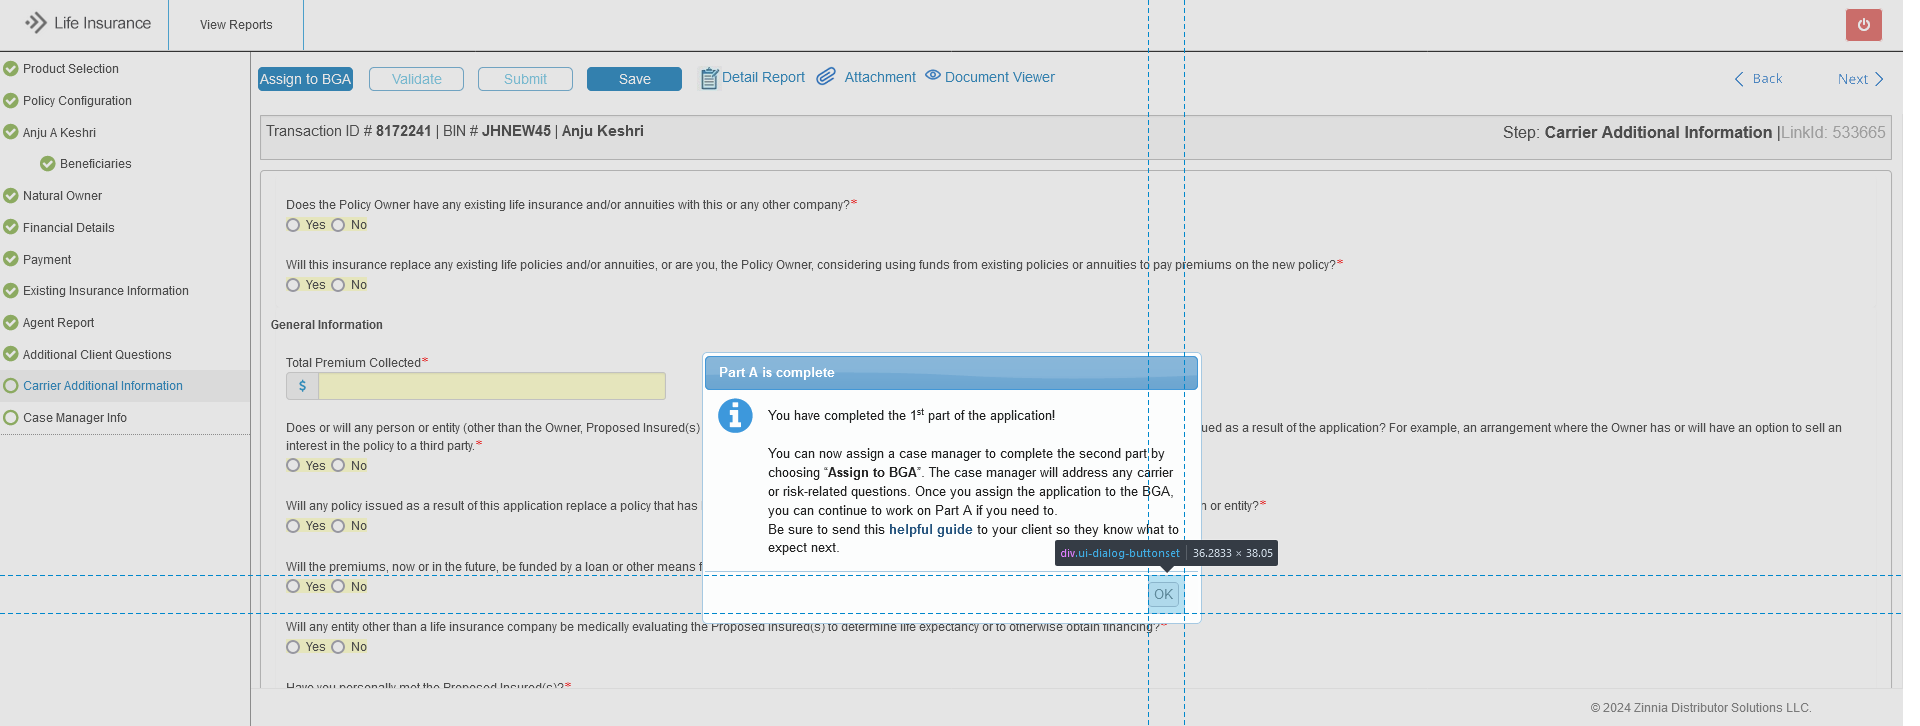 Life Insurance
View Reports
Product Selection
Policy Configuration
Anju A Keshri
Beneficiaries
Natural Owner
Financial Details
Payment
Existing Insurance Information
Agent Report
Additional Client Questions
Carrier Additional Information
Case Manager Info
Assign to BGA
Validate
Submit
Save
Detail Report
Attachment
Document Viewer
Back
Next
Transaction ID # 8172241 | BIN # JHNEW45 | Anju Keshri
Step: Carrier Additional Information |LinkId: 533665
Does the Policy Owner have any existing life insurance and/or annuities with this or any other company?*
Yes No
Will this insurance replace any existing life policies and/or annuities, or are you, the Policy Owner, considering using funds from existing policies or annuities to pay premiums on the new policy?*
Yes No
General Information
Total Premium Collected*
$
Does or will any person or entity (other than the Owner, Proposed Insured(s)
ued as a result of the application? For example, an arrangement where the Owner has or will have an option to sell an
interest in the policy to a third party.*
Yes No
Will any policy issued as a result of this application replace a policy that has
n or entity?*
Yes No
Will the premiums, now or in the future, be funded by a loan or other means f
Yes No
Will any entity other than a life insurance company be medically evaluating the Proposed Insured(s) to determine life expectancy or to otherwise obtain financing?*
Yes No
Have you personally met the Proposed Insured(s)?*
Part A is complete
You have completed the 1st part of the application!
You can now assign a case manager to complete the second part by
choosing “Assign to BGA”. The case manager will address any carrier
or risk-related questions. Once you assign the application to the BGA,
you can continue to work on Part A if you need to.
Be sure to send this helpful guide to your client so they know what to
expect next.
div.ui-dialog-buttonset | 36.2833 × 38.05
OK
© 2024 Zinnia Distributor Solutions LLC.